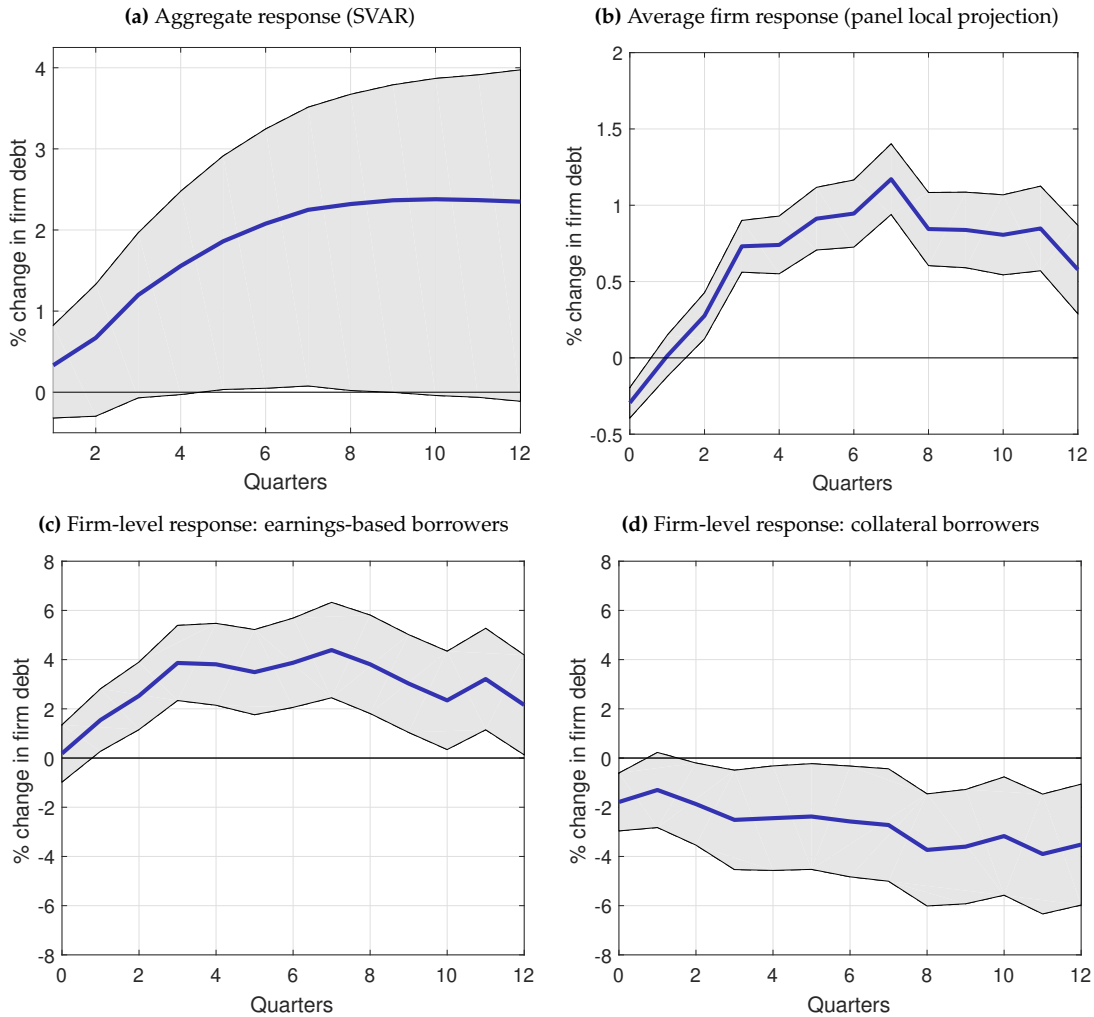 (a) Aggregate response (SVAR)
4
3
2
1
0
% change in firm debt
2 4 6 8 10 12
Quarters
(b) Average firm response (panel local projection)
2
1.5
1
0.5
0
-0.5
% change in firm debt
0 2 4 6 8 10 12
Quarters
(c) Firm-level response: earnings-based borrowers
8
6
4
2
0
-2
-4
-6
-8
% change in firm debt
0 2 4 6 8 10 12
Quarters
(d) Firm-level response: collateral borrowers
8
6
4
2
0
-2
-4
-6
-8
% change in firm debt
0 2 4 6 8 10 12
Quarters